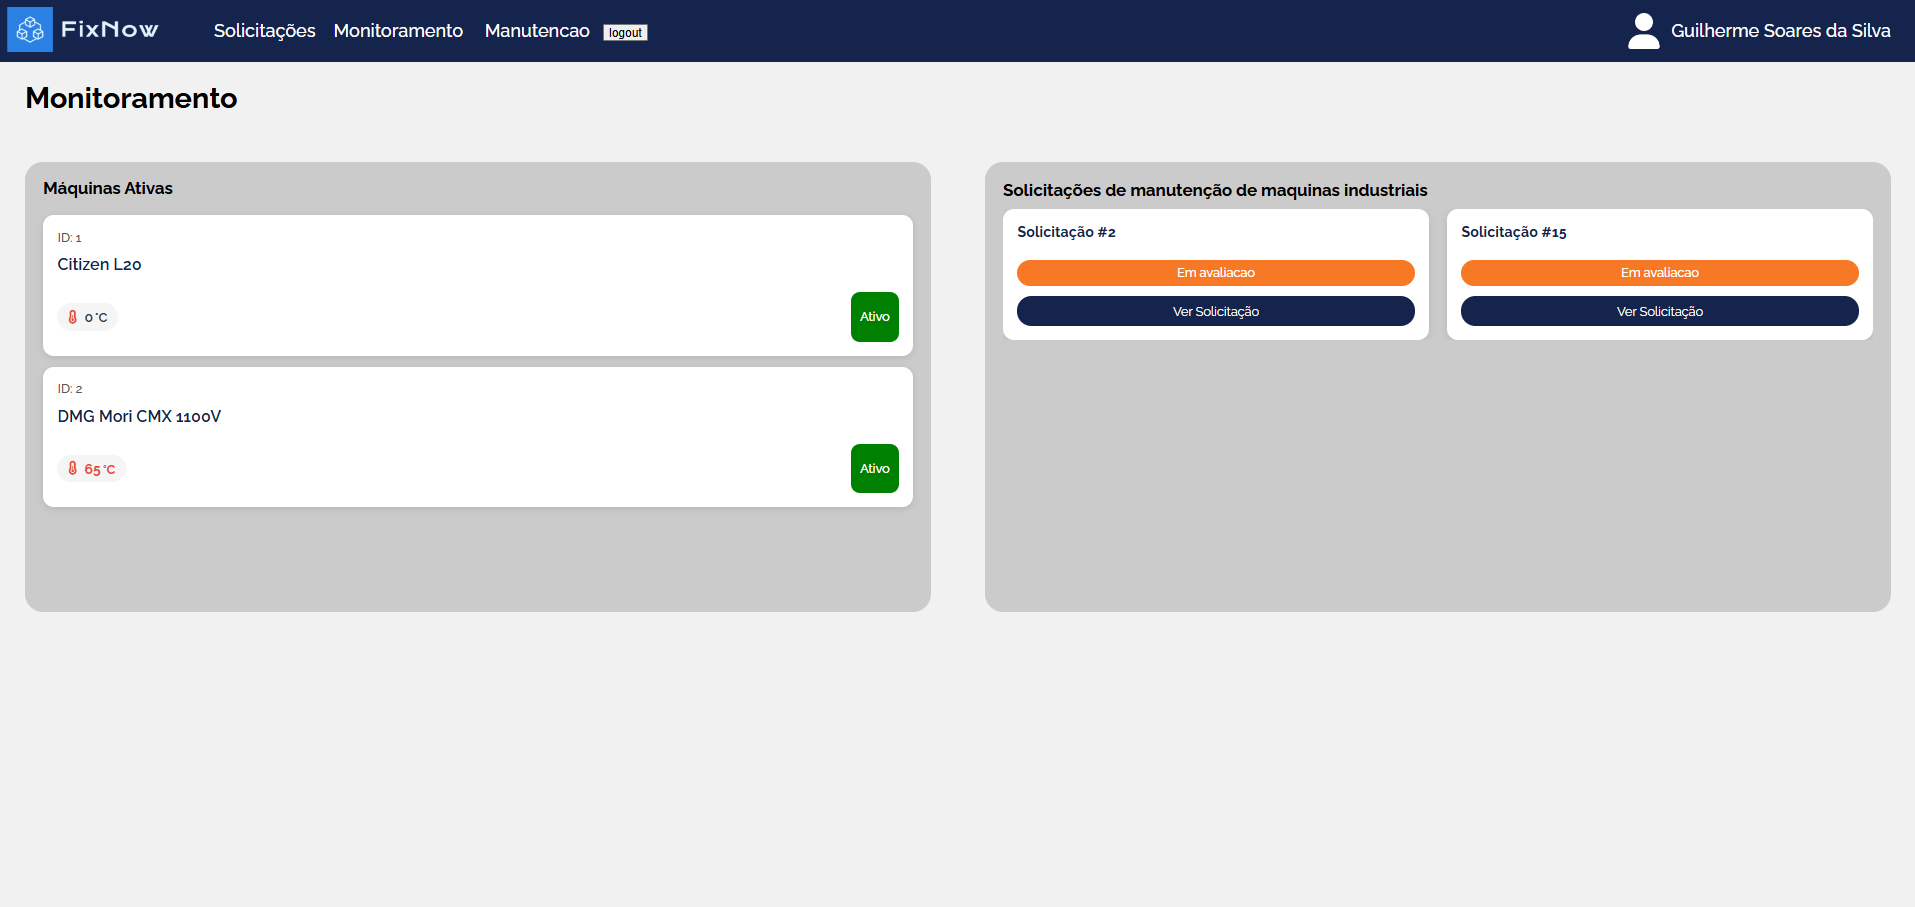 FixNow
Solicitações Monitoramento Manutencao logout
Guilherme Soares da Silva
Monitoramento
Máquinas Ativas
ID: 1
Citizen L20
0 °C
Ativo
ID: 2
DMG Mori CMX 1100V
65 °C
Ativo
Solicitações de manutenção de maquinas industriais
Solicitação #2
Em avaliacao
Ver Solicitação
Solicitação #15
Em avaliacao
Ver Solicitação